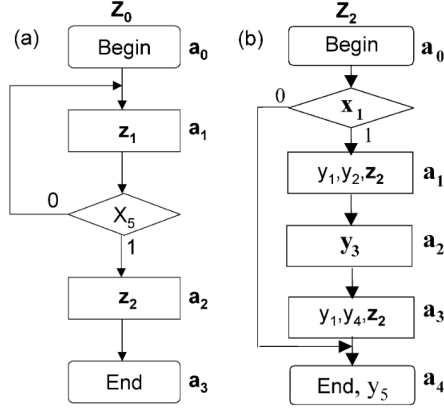 Z0
(a)
Begin
a0
z1
a1
X5
0
1
z2
a2
End
a3
Z2
(b)
Begin
a0
0
x1
1
y1,y2,z2
a1
y3
a2
y1,y4,z2
a3
End, y5
a4